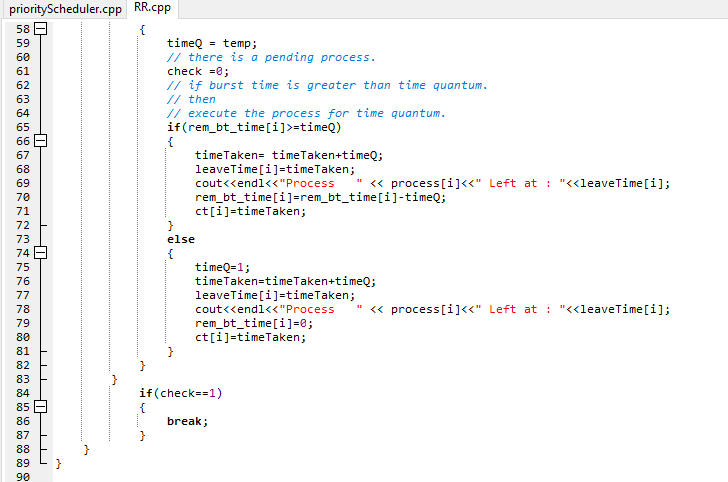 priorityScheduler.cpp RR.cpp
58 {
59 timeQ = temp;
60 // there is a pending process.
61 check =0;
62 // if burst time is greater than time quantum.
63 // then
64 // execute the process for time quantum.
65 if(rem_bt_time[i]>=timeQ)
66 {
67 timeTaken= timeTaken+timeQ;
68 leaveTime[i]=timeTaken;
69 cout<<endl<<"Process   " << process[i]<<" Left at : "<<leaveTime[i];
70 rem_bt_time[i]=rem_bt_time[i]-timeQ;
71 ct[i]=timeTaken;
72 }
73 else
74 {
75 timeQ=1;
76 timeTaken=timeTaken+timeQ;
77 leaveTime[i]=timeTaken;
78 cout<<endl<<"Process   " << process[i]<<" Left at : "<<leaveTime[i];
79 rem_bt_time[i]=0;
80 ct[i]=timeTaken;
81 }
82 }
83 }
84 if(check==1)
85 {
86 break;
87 }
88 }
89 }
90